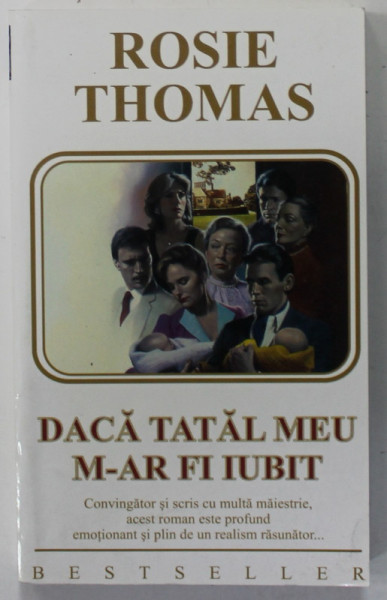 ROSIE
THOMAS
DACĂ TATĂL MEU
M-AR FI IUBIT
Convingător și scris cu multă măiestrie,
acest roman este profund
emoționant și plin de un realism răsunător...
BESTSELLER